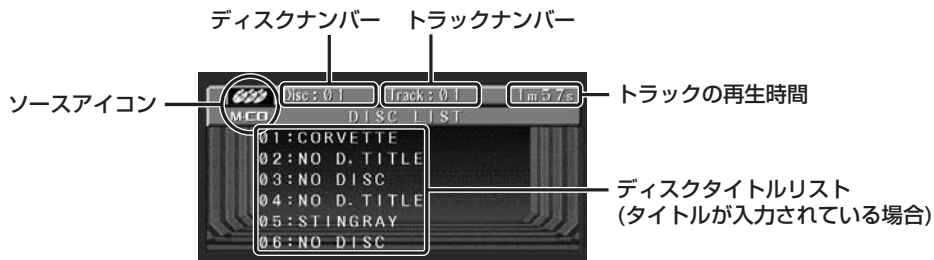 ディスクナンバー トラックナンバー
ソースアイコン
M-CD
Disc:01 Track:01 1m57s
トラックの再生時間
DISC LIST
01:CORVETTE
02:NO D.TITLE
03:NO DISC
04:NO D.TITLE
05:STINGRAY
06:NO DISC
ディスクタイトルリスト
(タイトルが入力されている場合)